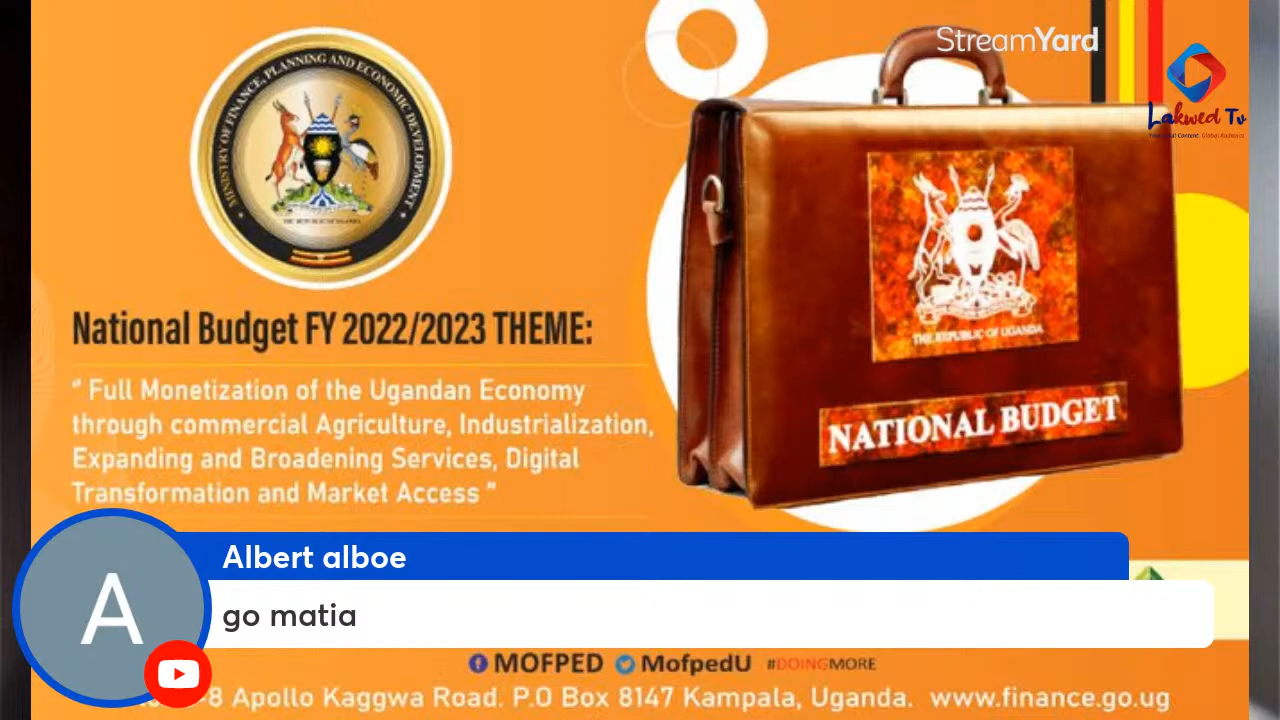 StreamYard
Lakwed Tv
MINISTRY OF FINANCE, PLANNING AND ECONOMIC DEVELOPMENT
THE REPUBLIC OF UGANDA
THE REPUBLIC OF UGANDA
NATIONAL BUDGET
National Budget FY 2022/2023 THEME:
“ Full Monetization of the Ugandan Economy
through commercial Agriculture, Industrialization,
Expanding and Broadening Services, Digital
Transformation and Market Access ”
A
Albert alboe
go matia
MOFPED MofpedU #DOINGMORE
Apollo Kaggwa Road. P.O Box 8147 Kampala, Uganda. www.finance.go.ug